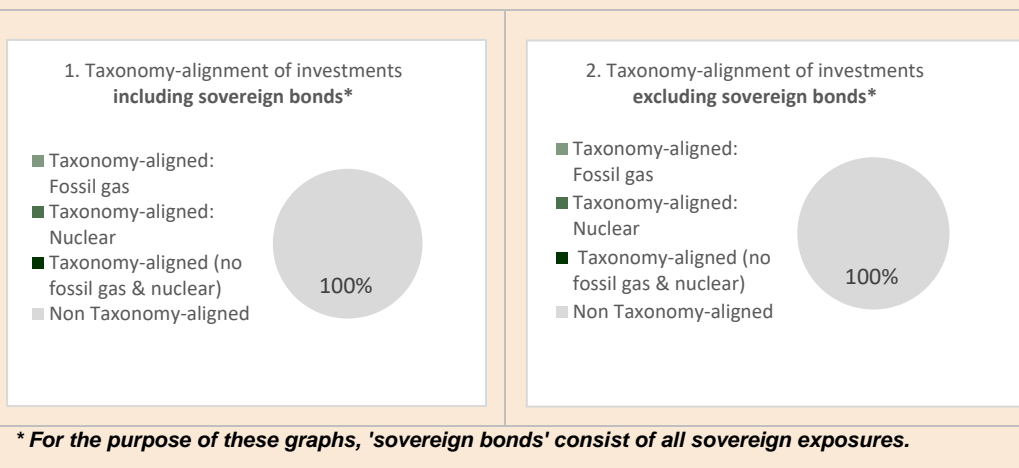 1. Taxonomy-alignment of investments
including sovereign bonds*
Taxonomy-aligned:
Fossil gas
Taxonomy-aligned:
Nuclear
Taxonomy-aligned (no
fossil gas & nuclear)
Non Taxonomy-aligned
100%
2. Taxonomy-alignment of investments
excluding sovereign bonds*
Taxonomy-aligned:
Fossil gas
Taxonomy-aligned:
Nuclear
Taxonomy-aligned (no
fossil gas & nuclear)
Non Taxonomy-aligned
100%
* For the purpose of these graphs, 'sovereign bonds' consist of all sovereign exposures.